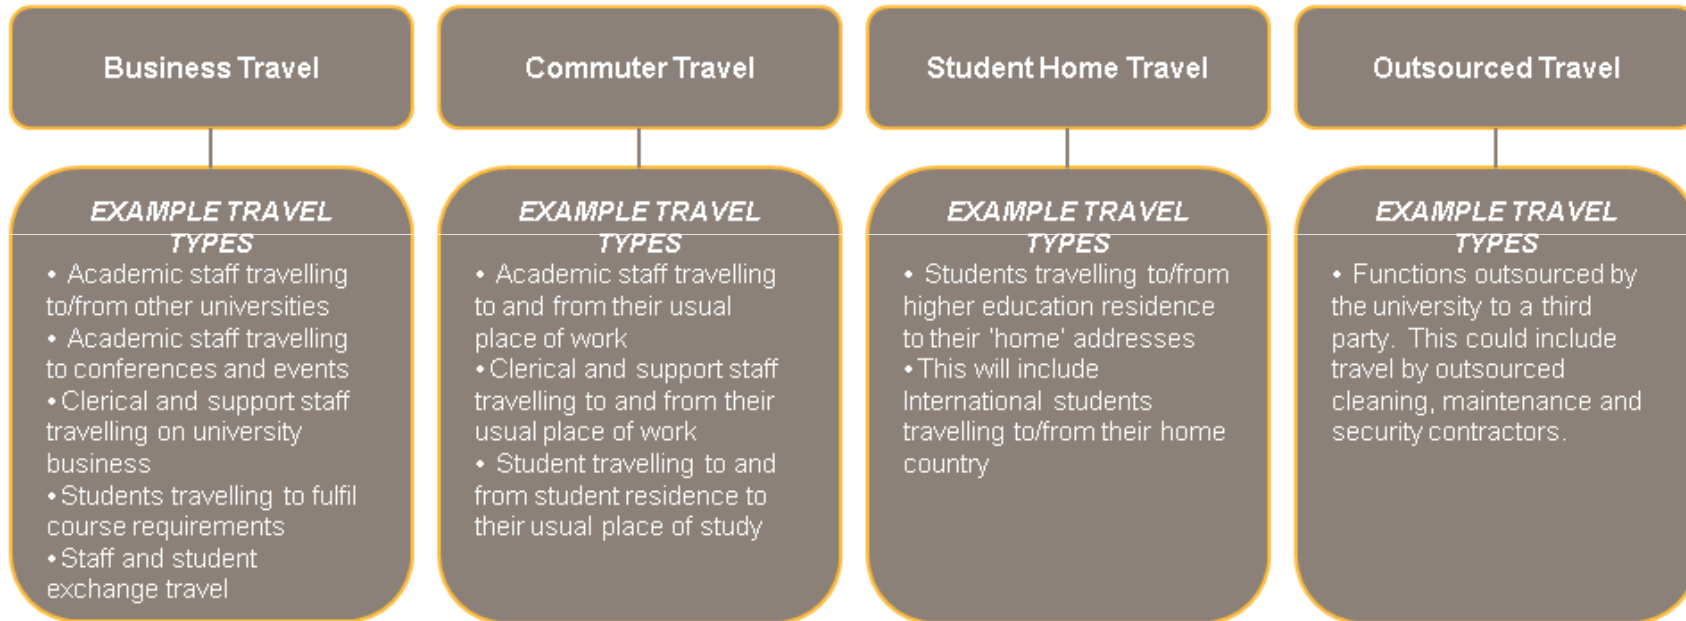 Business Travel
EXAMPLE TRAVEL
TYPES
• Academic staff travelling
to/from other universities
• Academic staff travelling
to conferences and events
• Clerical and support staff
travelling on university
business
• Students travelling to fulfil
course requirements
• Staff and student
exchange travel
Commuter Travel
EXAMPLE TRAVEL
TYPES
• Academic staff travelling
to and from their usual
place of work
• Clerical and support staff
travelling to and from their
usual place of work
• Student travelling to and
from student residence to
their usual place of study
Student Home Travel
EXAMPLE TRAVEL
TYPES
• Students travelling to/from
higher education residence
to their 'home' addresses
• This will include
International students
travelling to/from their home
country
Outsourced Travel
EXAMPLE TRAVEL
TYPES
• Functions outsourced by
the university to a third
party. This could include
travel by outsourced
cleaning, maintenance and
security contractors.